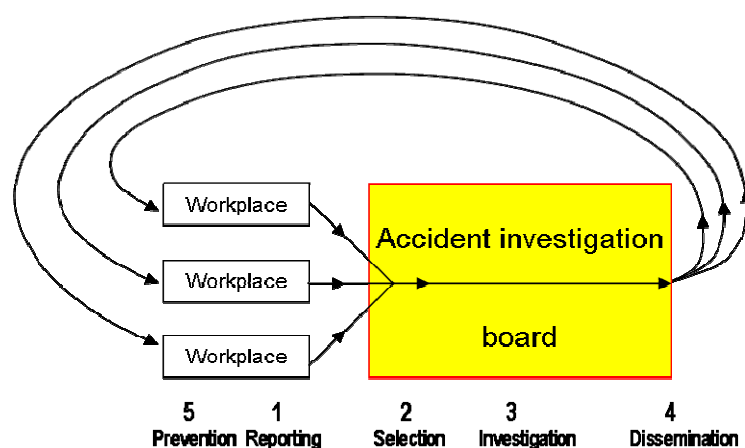 Workplace
Accident investigation
Workplace
board
Workplace
5 1 2 3 4
Prevention Reporting Selection Investigation Dissemination